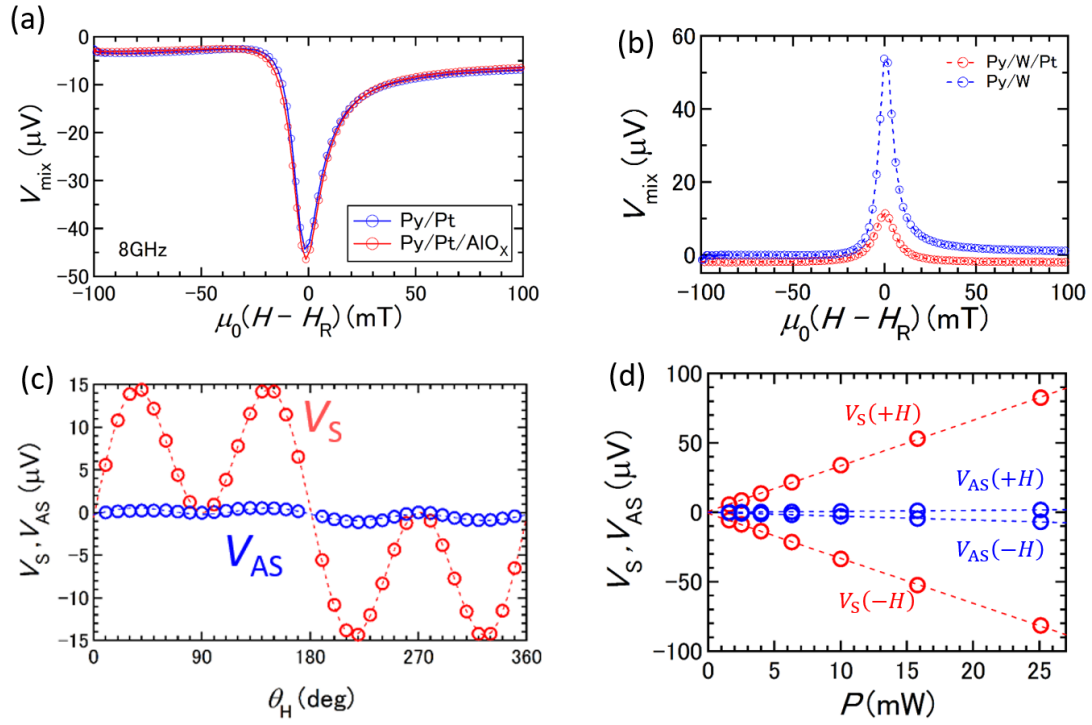 (a)
0
−10
−20
−30
−40
−50
V_mix (μV)
8GHz
Py/Pt
Py/Pt/AlO_X
−100 −50 0 50 100
μ_0(H − H_R) (mT)
(b)
60
50
40
30
20
10
0
V_mix (μV)
Py/W/Pt
Py/W
−100 −50 0 50 100
μ_0(H − H_R) (mT)
(c)
15
10
5
0
−5
−10
−15
V_S, V_AS (μV)
V_S
V_AS
0 90 180 270 360
θ_H (deg)
(d)
100
50
0
−50
−100
V_S, V_AS (μV)
V_S(+H)
V_AS(+H)
V_AS(−H)
V_S(−H)
0 5 10 15 20 25
P (mW)